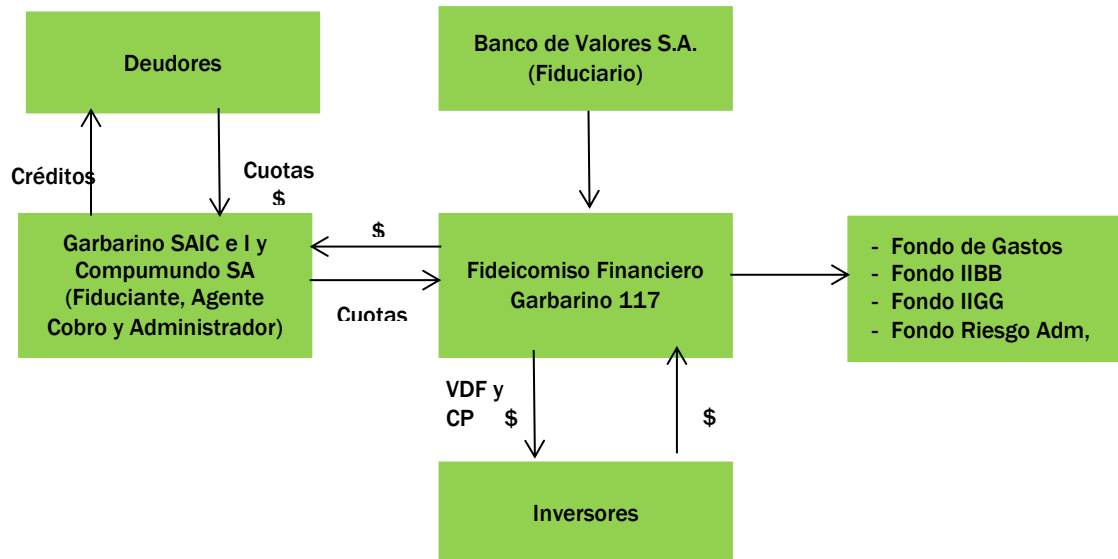 Deudores
Banco de Valores S.A.
(Fiduciario)
Créditos
Cuotas
$
Garbarino SAIC e I y
Compumundo SA
(Fiduciante, Agente
Cobro y Administrador)
$
Cuotas
Fideicomiso Financiero
Garbarino 117
- Fondo de Gastos
- Fondo IIBB
- Fondo IIGG
- Fondo Riesgo Adm,
VDF y
CP $
$
Inversores